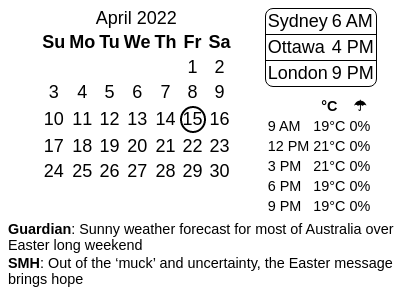 April 2022
Su Mo Tu We Th Fr Sa
1 2
3 4 5 6 7 8 9
10 11 12 13 14 15 16
17 18 19 20 21 22 23
24 25 26 27 28 29 30
Sydney 6 AM
Ottawa 4 PM
London 9 PM
°C ☂
9 AM 19°C 0%
12 PM 21°C 0%
3 PM 21°C 0%
6 PM 19°C 0%
9 PM 19°C 0%
Guardian: Sunny weather forecast for most of Australia over
Easter long weekend
SMH: Out of the ‘muck’ and uncertainty, the Easter message
brings hope